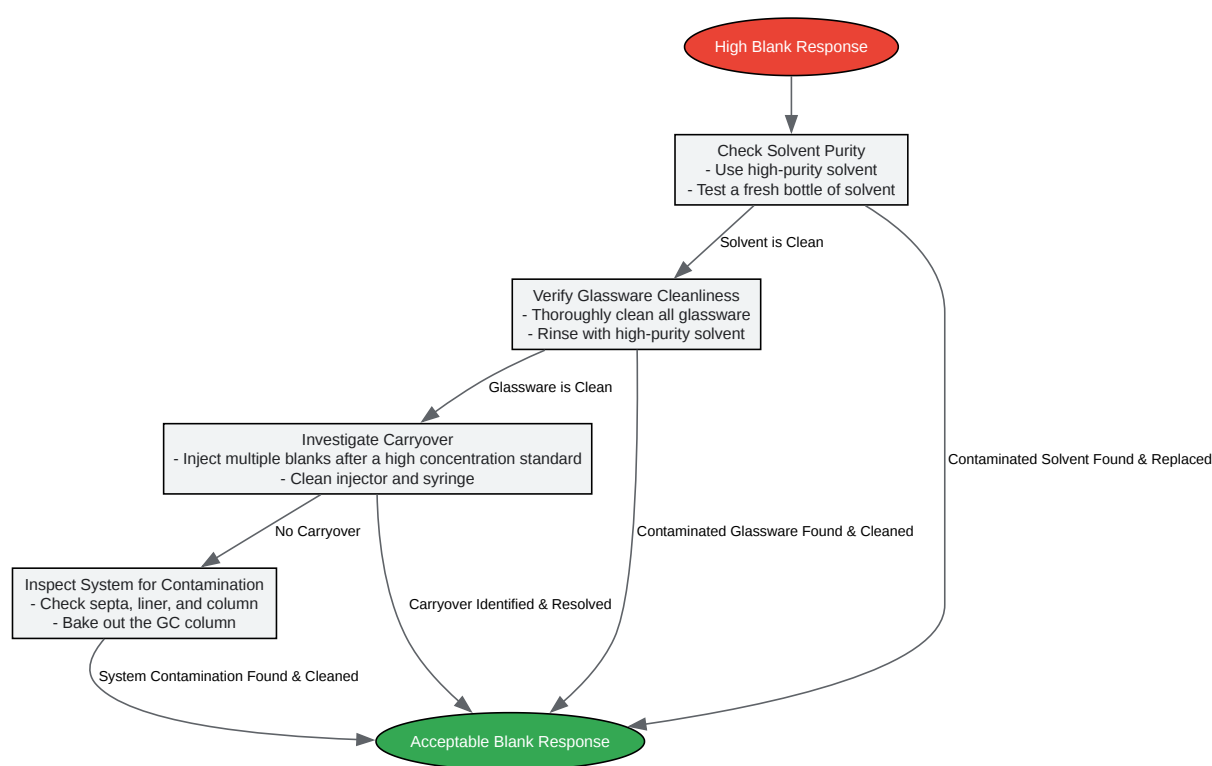 High Blank Response
Check Solvent Purity
- Use high-purity solvent
- Test a fresh bottle of solvent
Solvent is Clean
Verify Glassware Cleanliness
- Thoroughly clean all glassware
- Rinse with high-purity solvent
Glassware is Clean
Investigate Carryover
- Inject multiple blanks after a high concentration standard
- Clean injector and syringe
Contaminated Solvent Found & Replaced
No Carryover
Contaminated Glassware Found & Cleaned
Inspect System for Contamination
- Check septa, liner, and column
- Bake out the GC column
Carryover Identified & Resolved
System Contamination Found & Cleaned
Acceptable Blank Response